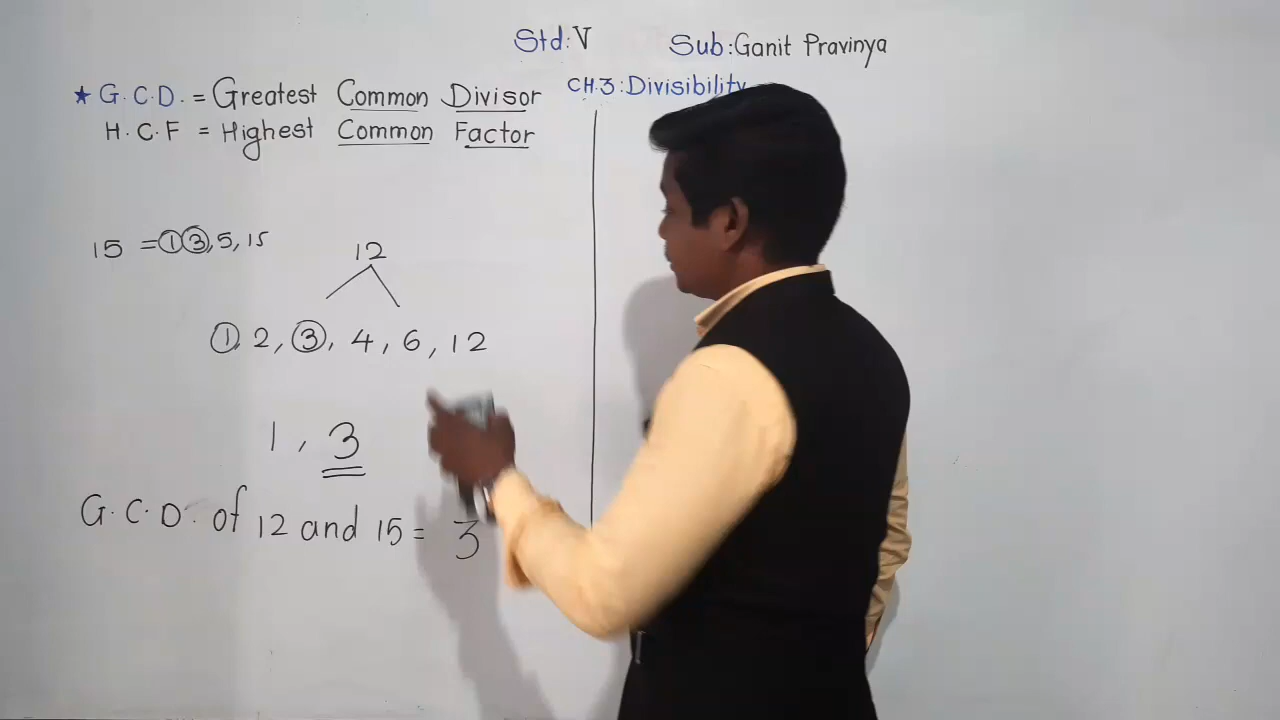 Std: V
Sub: Ganit Pravinya
CH.3: Divisibility
★ G.C.D. = Greatest Common Divisor
H.C.F = Highest Common Factor
15 = 1 3, 5, 15
12
1 2, 3, 4, 6, 12
1, 3
G.C.D. of 12 and 15 = 3